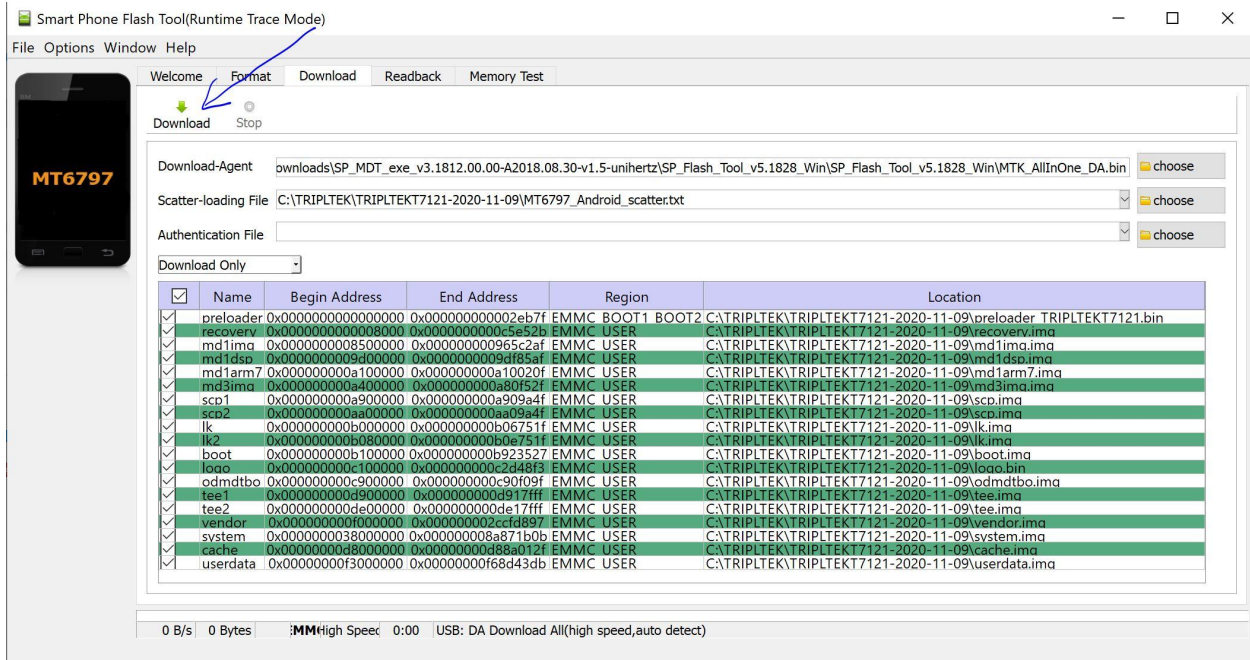 Smart Phone Flash Tool(Runtime Trace Mode)
File Options Window Help
BM
MT6797
Welcome Format Download Readback Memory Test
Download Stop
Download-Agent ownloads\SP_MDT_exe_v3.1812.00.00-A2018.08.30-v1.5-unihertz\SP_Flash_Tool_v5.1828_Win\SP_Flash_Tool_v5.1828_Win\MTK_AllInOne_DA.bin choose
Scatter-loading File C:\TRIPLTEK\TRIPLTEKT7121-2020-11-09\MT6797_Android_scatter.txt choose
Authentication File choose
Download Only
Name Begin Address End Address Region Location
preloader 0x0000000000000000 0x000000000002eb7f EMMC_BOOT1_BOOT2 C:\TRIPLTEK\TRIPLTEKT7121-2020-11-09\preloader_TRIPLTEKT7121.bin
recovery 0x0000000000008000 0x0000000000c5e52b EMMC_USER C:\TRIPLTEK\TRIPLTEKT7121-2020-11-09\recovery.img
md1img 0x0000000008500000 0x000000000965c2af EMMC_USER C:\TRIPLTEK\TRIPLTEKT7121-2020-11-09\md1img.img
md1dsp 0x0000000009d00000 0x0000000009df85af EMMC_USER C:\TRIPLTEK\TRIPLTEKT7121-2020-11-09\md1dsp.img
md1arm7 0x000000000a100000 0x000000000a10020f EMMC_USER C:\TRIPLTEK\TRIPLTEKT7121-2020-11-09\md1arm7.img
md3img 0x000000000a400000 0x000000000a80f52f EMMC_USER C:\TRIPLTEK\TRIPLTEKT7121-2020-11-09\md3img.img
scp1 0x000000000a900000 0x000000000a909a4f EMMC_USER C:\TRIPLTEK\TRIPLTEKT7121-2020-11-09\scp.img
scp2 0x000000000aa00000 0x000000000aa09a4f EMMC_USER C:\TRIPLTEK\TRIPLTEKT7121-2020-11-09\scp.img
lk 0x000000000b000000 0x000000000b06751f EMMC_USER C:\TRIPLTEK\TRIPLTEKT7121-2020-11-09\lk.img
lk2 0x000000000b080000 0x000000000b0e751f EMMC_USER C:\TRIPLTEK\TRIPLTEKT7121-2020-11-09\lk.img
boot 0x000000000b100000 0x000000000b923527 EMMC_USER C:\TRIPLTEK\TRIPLTEKT7121-2020-11-09\boot.img
logo 0x000000000c100000 0x000000000c2d48f3 EMMC_USER C:\TRIPLTEK\TRIPLTEKT7121-2020-11-09\logo.bin
odmdtbo 0x000000000c900000 0x000000000c90f09f EMMC_USER C:\TRIPLTEK\TRIPLTEKT7121-2020-11-09\odmdtbo.img
tee1 0x000000000d900000 0x000000000d917fff EMMC_USER C:\TRIPLTEK\TRIPLTEKT7121-2020-11-09\tee.img
tee2 0x000000000de00000 0x000000000de17fff EMMC_USER C:\TRIPLTEK\TRIPLTEKT7121-2020-11-09\tee.img
vendor 0x000000000f000000 0x000000002ccfd897 EMMC_USER C:\TRIPLTEK\TRIPLTEKT7121-2020-11-09\vendor.img
system 0x0000000038000000 0x000000008a871b0b EMMC_USER C:\TRIPLTEK\TRIPLTEKT7121-2020-11-09\system.img
cache 0x00000000d8000000 0x00000000d88a012f EMMC_USER C:\TRIPLTEK\TRIPLTEKT7121-2020-11-09\cache.img
userdata 0x00000000f3000000 0x00000000f68d43db EMMC_USER C:\TRIPLTEK\TRIPLTEKT7121-2020-11-09\userdata.img
0 B/s 0 Bytes EMMC High Speed 0:00 USB: DA Download All(high speed,auto detect)